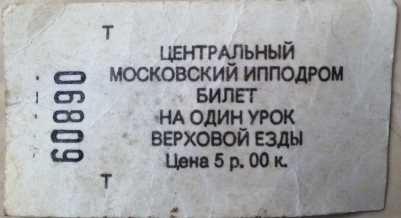 Т
ЦЕНТРАЛЬНЫЙ
МОСКОВСКИЙ ИППОДРОМ
БИЛЕТ
НА ОДИН УРОК
ВЕРХОВОЙ ЕЗДЫ
Цена 5 р. 00 к.
Т
60890